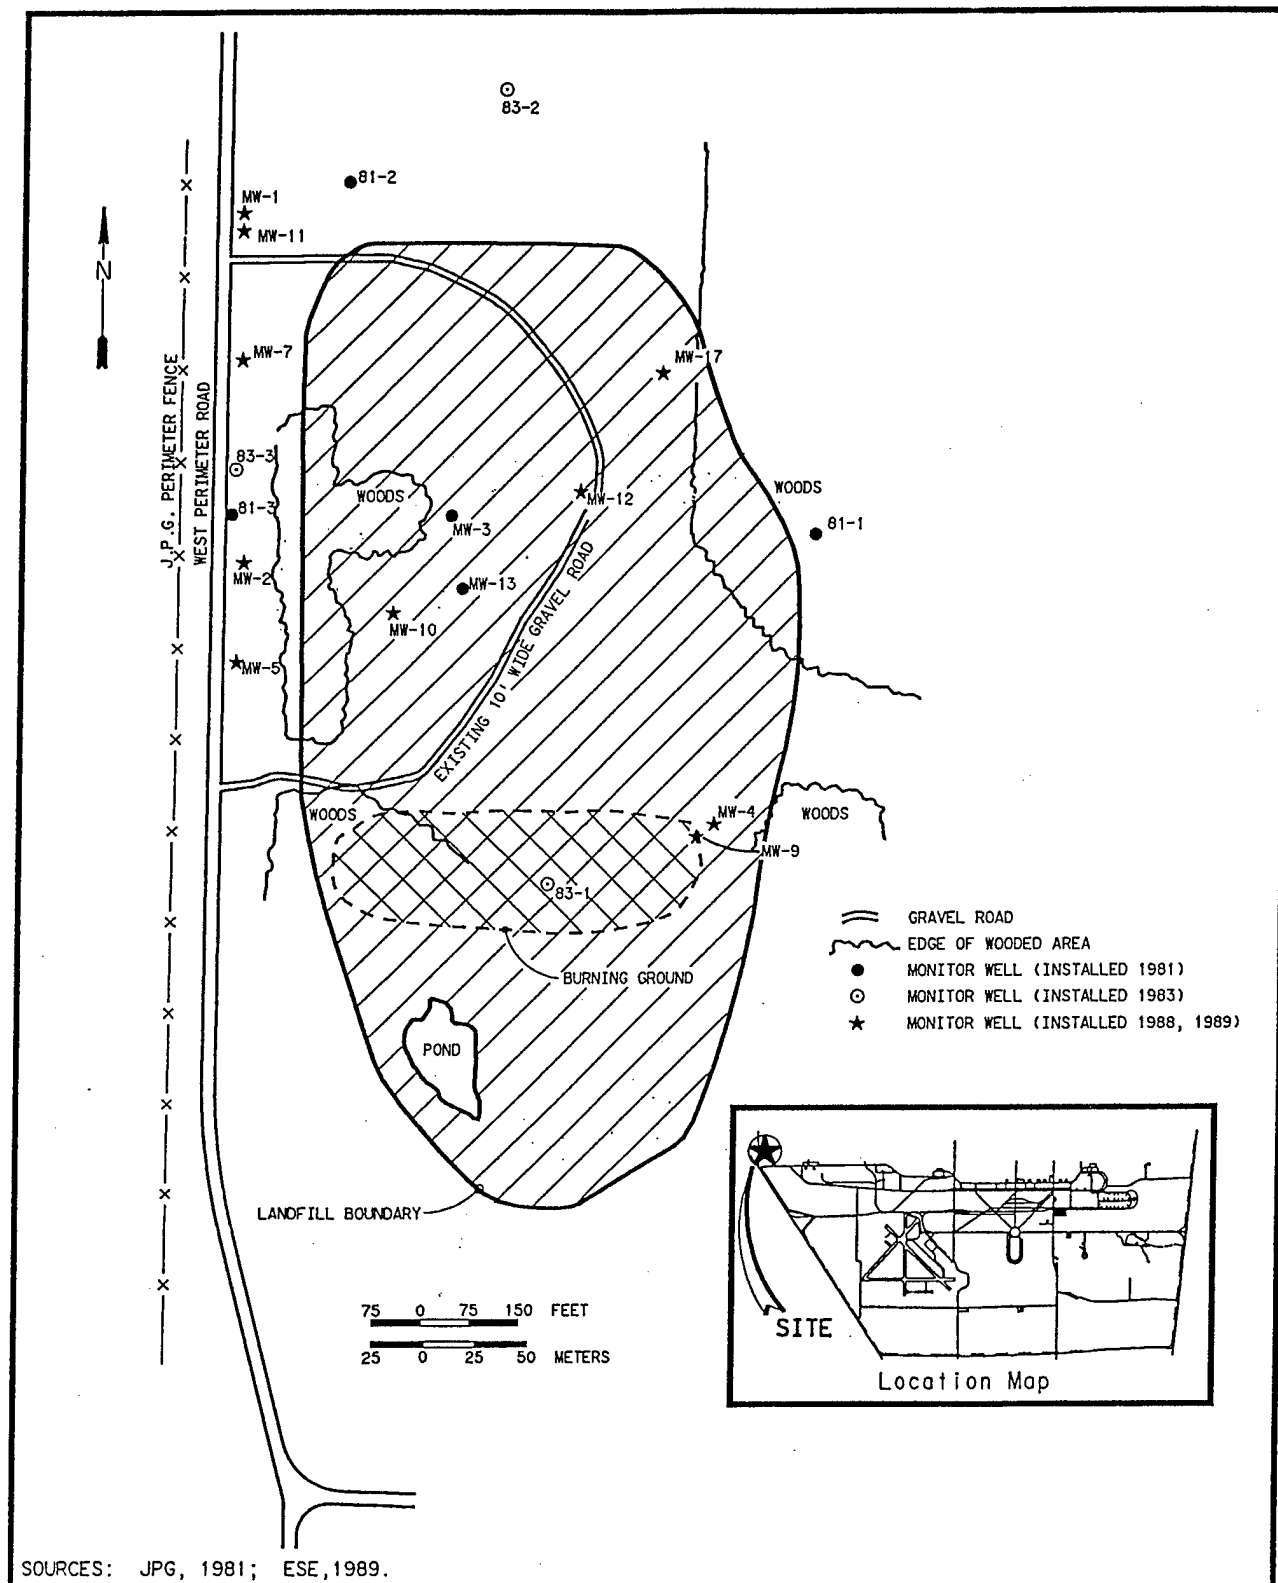 83-2
81-2
MW-1
MW-11
N
MW-7
MW-17
J.P.G. PERIMETER FENCE
WEST PERIMETER ROAD
83-3
WOODS
WOODS
MW-12
81-3
MW-3
81-1
MW-2
MW-13
MW-10
EXISTING 10' WIDE GRAVEL ROAD
MW-5
WOODS
MW-4
WOODS
MW-9
83-1
GRAVEL ROAD
EDGE OF WOODED AREA
BURNING GROUND
MONITOR WELL (INSTALLED 1981)
MONITOR WELL (INSTALLED 1983)
MONITOR WELL (INSTALLED 1988, 1989)
POND
LANDFILL BOUNDARY
75 0 75 150 FEET
25 0 25 50 METERS
SITE
Location Map
SOURCES: JPG, 1981; ESE,1989.